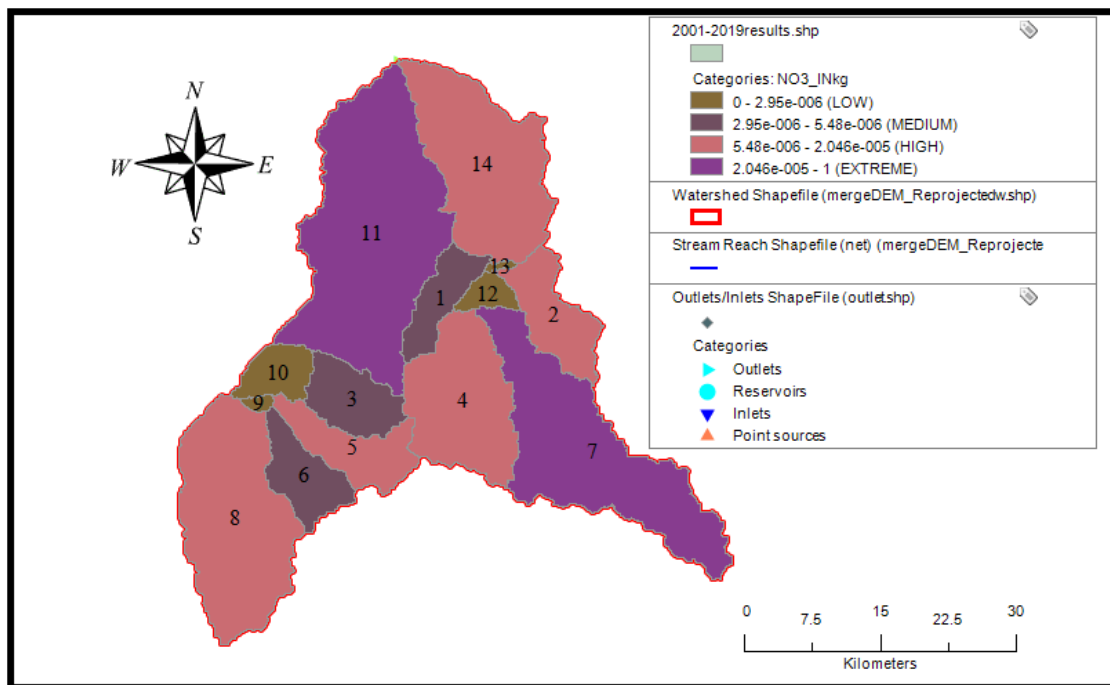 2001-2019results.shp
Categories: NO3_INkg
0 - 2.95e-006 (LOW)
2.95e-006 - 5.48e-006 (MEDIUM)
5.48e-006 - 2.046e-005 (HIGH)
2.046e-005 - 1 (EXTREME)
Watershed Shapefile (mergeDEM_Reprojectedw.shp)
Stream Reach Shapefile (net) (mergeDEM_Reprojecte
Outlets/Inlets ShapeFile (outlet.shp)
Categories
Outlets
Reservoirs
Inlets
Point sources
N
W E
S
14
11
13
1 12
2
10
3
9
4
5
7
6
8
0 15 30
7.5 22.5
Kilometers